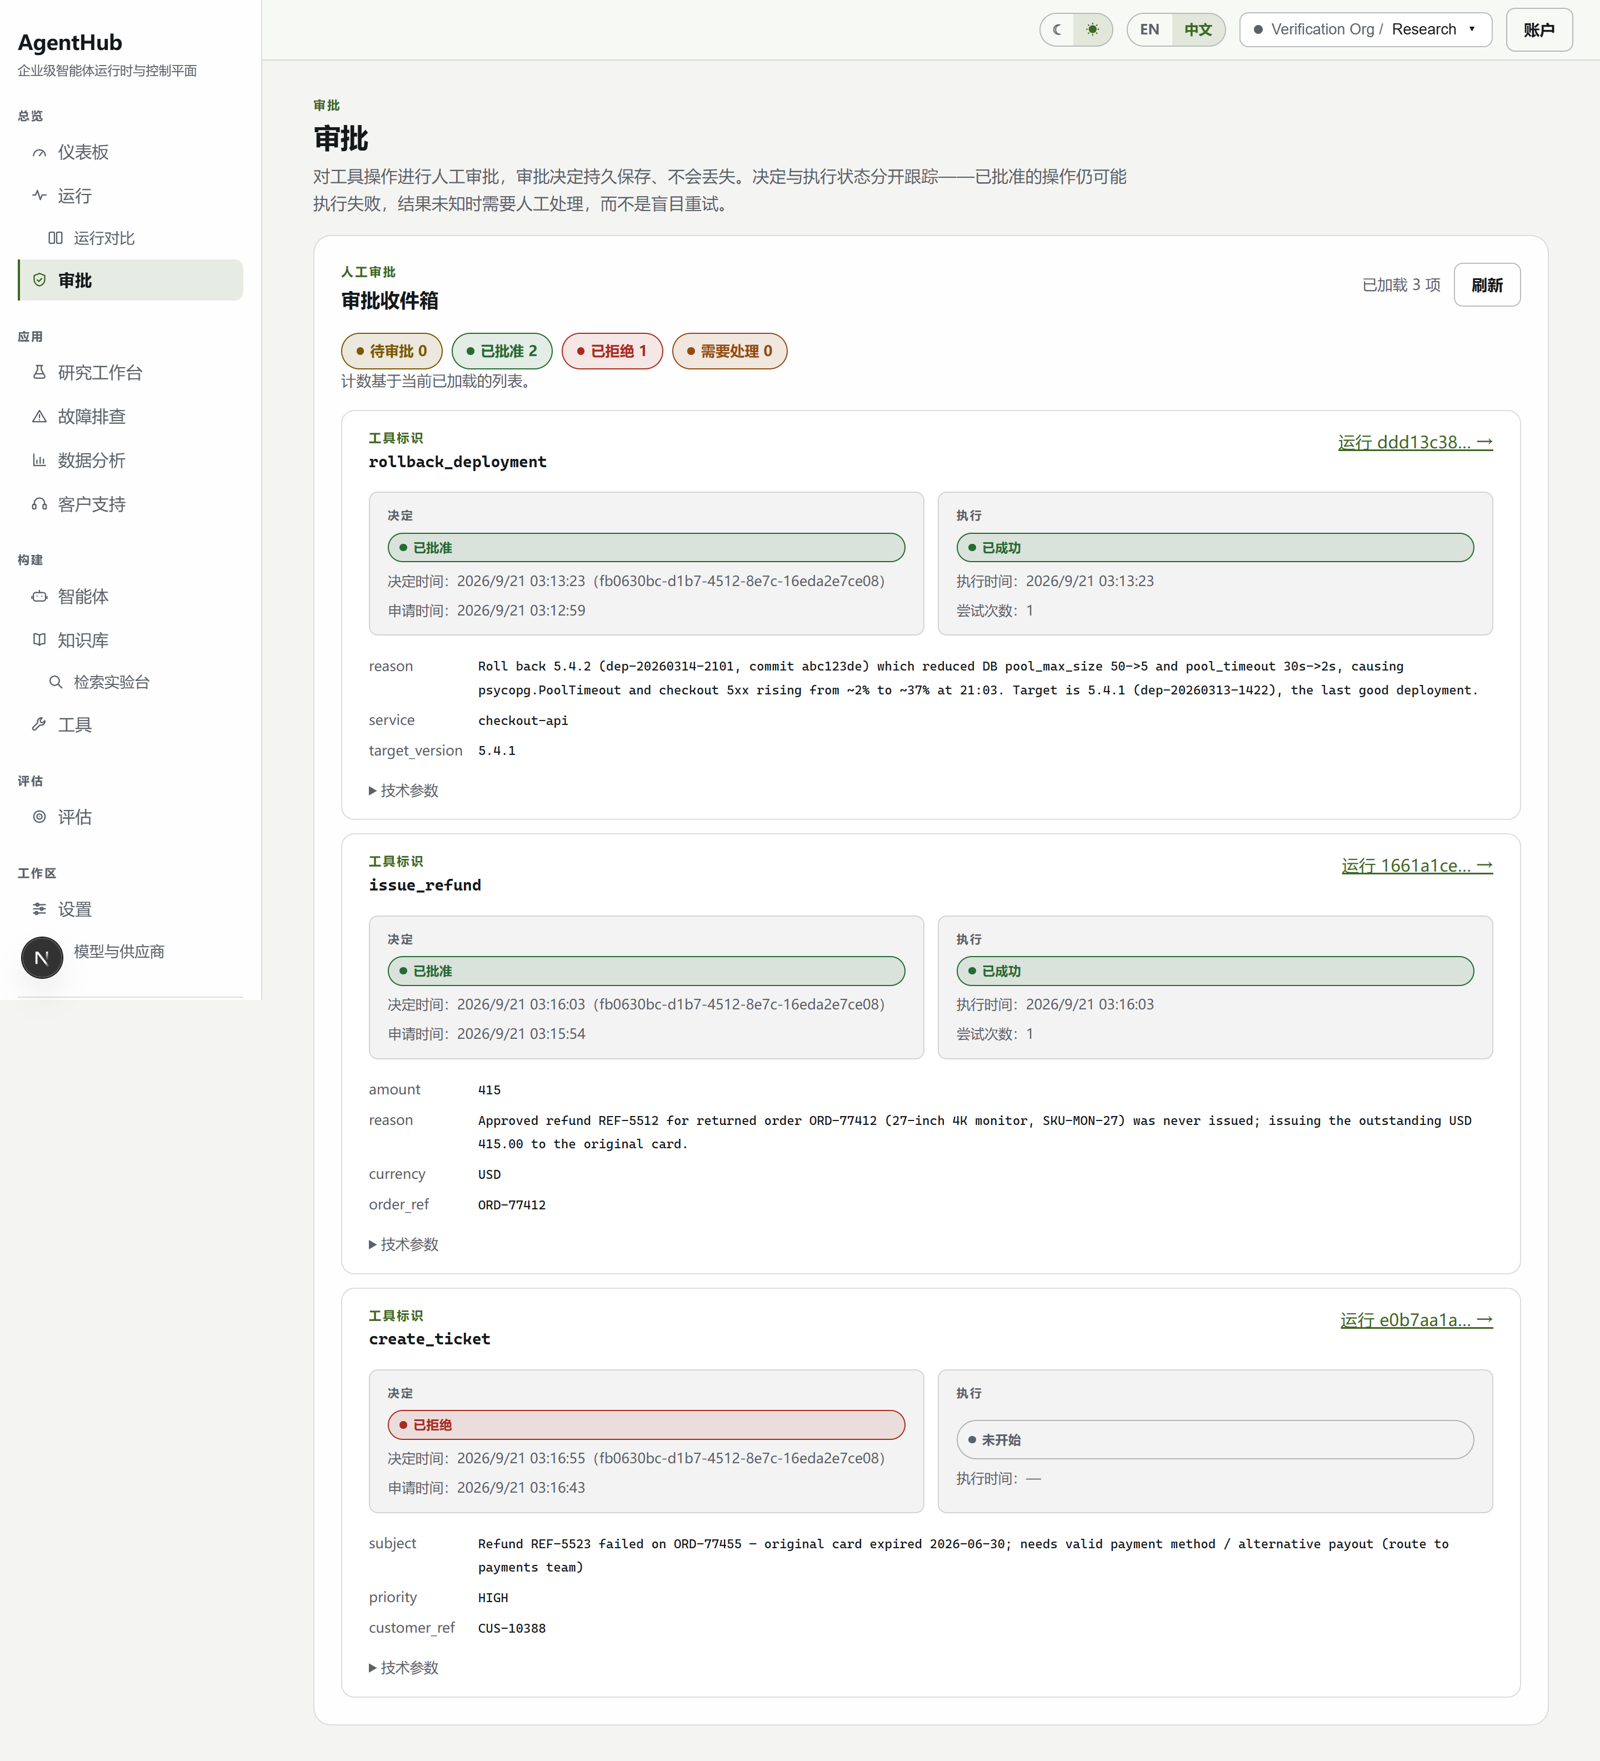 AgentHub
企业级智能体运行时与控制平面
总览
仪表板
运行
运行对比
审批
应用
研究工作台
故障排查
数据分析
客户支持
构建
智能体
知识库
检索实验台
工具
评估
评估
工作区
设置
N
模型与供应商
EN
中文
Verification Org / Research
账户
审批
审批
对工具操作进行人工审批，审批决定持久保存、不会丢失。决定与执行状态分开跟踪——已批准的操作仍可能
执行失败，结果未知时需要人工处理，而不是盲目重试。
人工审批
审批收件箱
已加载 3 项
刷新
待审批 0
已批准 2
已拒绝 1
需要处理 0
计数基于当前已加载的列表。
工具标识
rollback_deployment
运行 ddd13c38... →
决定
已批准
决定时间：2026/9/21 03:13:23（fb0630bc-d1b7-4512-8e7c-16eda2e7ce08）
申请时间：2026/9/21 03:12:59
执行
已成功
执行时间：2026/9/21 03:13:23
尝试次数：1
reason
Roll back 5.4.2 (dep-20260314-2101, commit abc123de) which reduced DB pool_max_size 50->5 and pool_timeout 30s->2s, causing
psycopg.PoolTimeout and checkout 5xx rising from ~2% to ~37% at 21:03. Target is 5.4.1 (dep-20260313-1422), the last good deployment.
service
checkout-api
target_version
5.4.1
技术参数
工具标识
issue_refund
运行 1661a1ce... →
决定
已批准
决定时间：2026/9/21 03:16:03（fb0630bc-d1b7-4512-8e7c-16eda2e7ce08）
申请时间：2026/9/21 03:15:54
执行
已成功
执行时间：2026/9/21 03:16:03
尝试次数：1
amount
415
reason
Approved refund REF-5512 for returned order ORD-77412 (27-inch 4K monitor, SKU-MON-27) was never issued; issuing the outstanding USD
415.00 to the original card.
currency
USD
order_ref
ORD-77412
技术参数
工具标识
create_ticket
运行 e0b7aa1a... →
决定
已拒绝
决定时间：2026/9/21 03:16:55（fb0630bc-d1b7-4512-8e7c-16eda2e7ce08）
申请时间：2026/9/21 03:16:43
执行
未开始
执行时间：—
subject
Refund REF-5523 failed on ORD-77455 — original card expired 2026-06-30; needs valid payment method / alternative payout (route to
payments team)
priority
HIGH
customer_ref
CUS-10388
技术参数